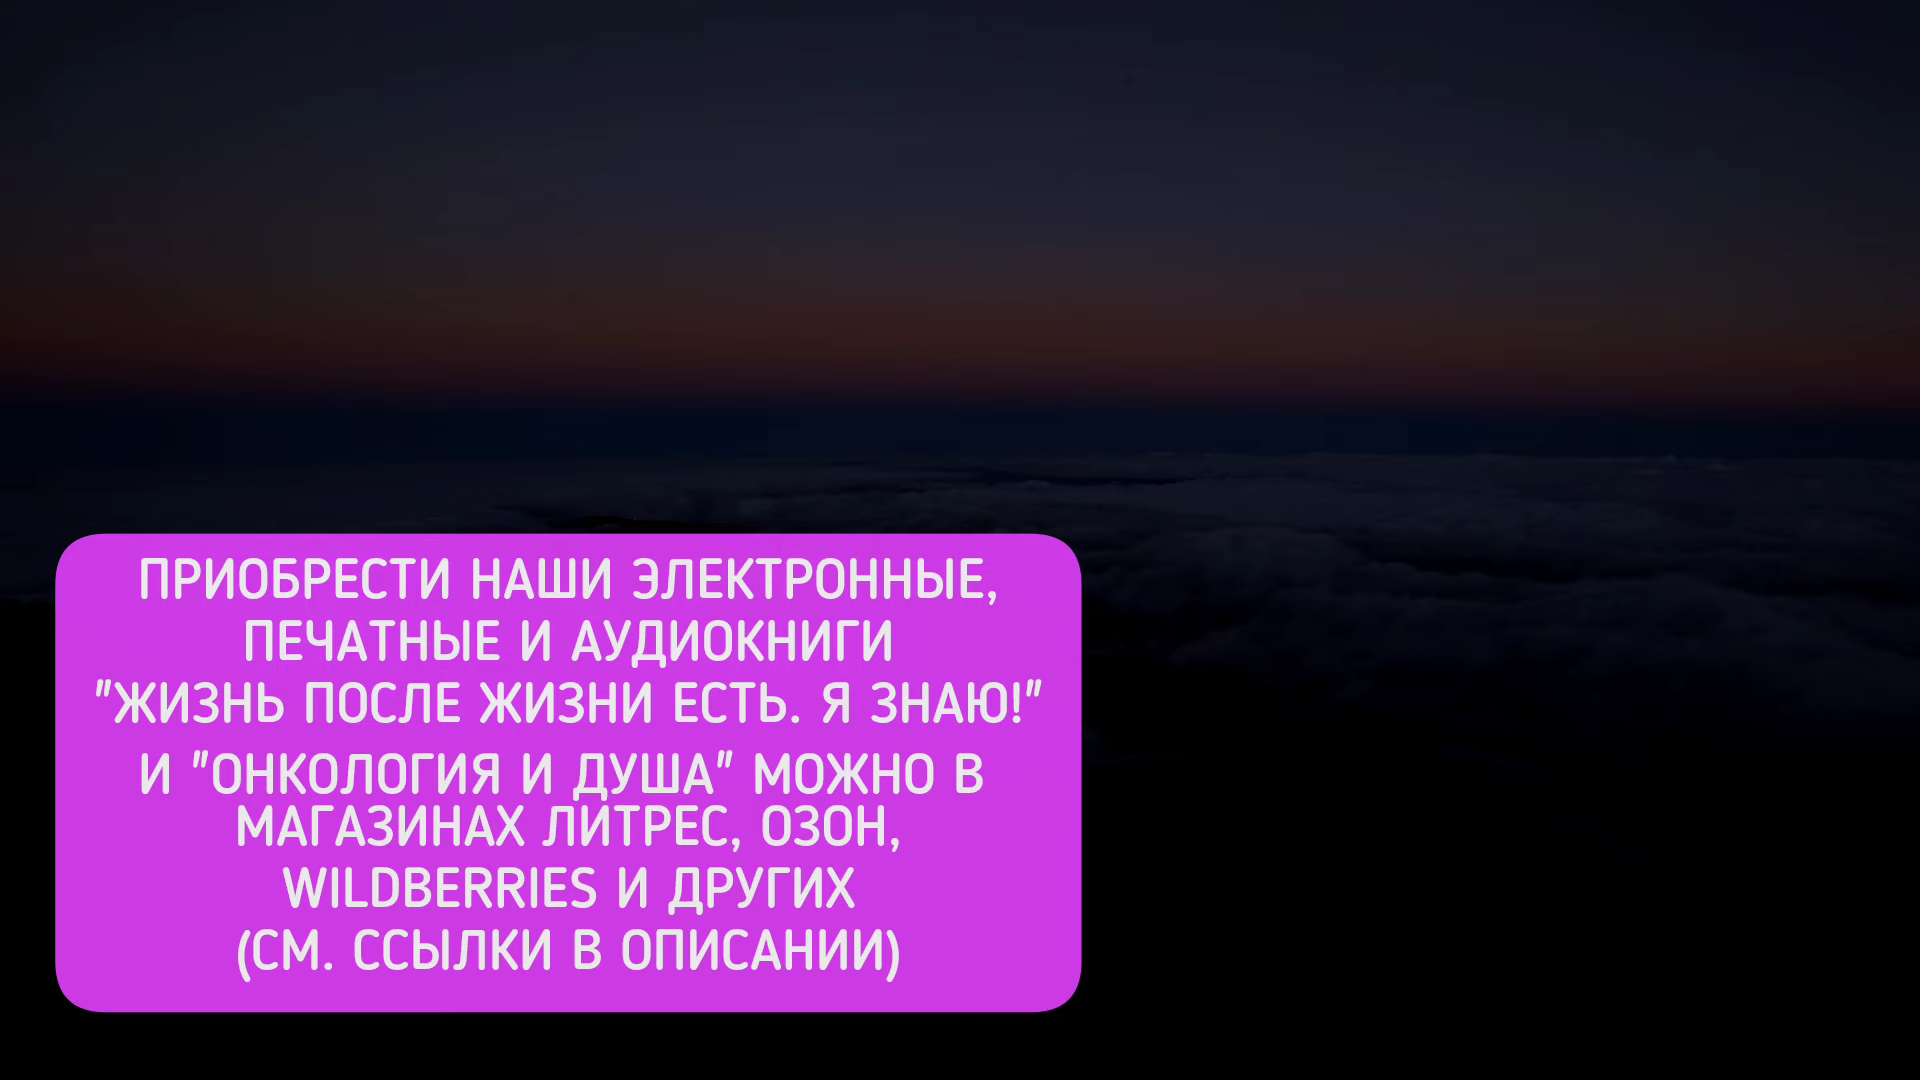 ПРИОБРЕСТИ НАШИ ЭЛЕКТРОННЫЕ,
ПЕЧАТНЫЕ И АУДИОКНИГИ
"ЖИЗНЬ ПОСЛЕ ЖИЗНИ ЕСТЬ. Я ЗНАЮ!"
И "ОНКОЛОГИЯ И ДУША" МОЖНО В
МАГАЗИНАХ ЛИТРЕС, ОЗОН,
WILDBERRIES И ДРУГИХ
(СМ. ССЫЛКИ В ОПИСАНИИ)